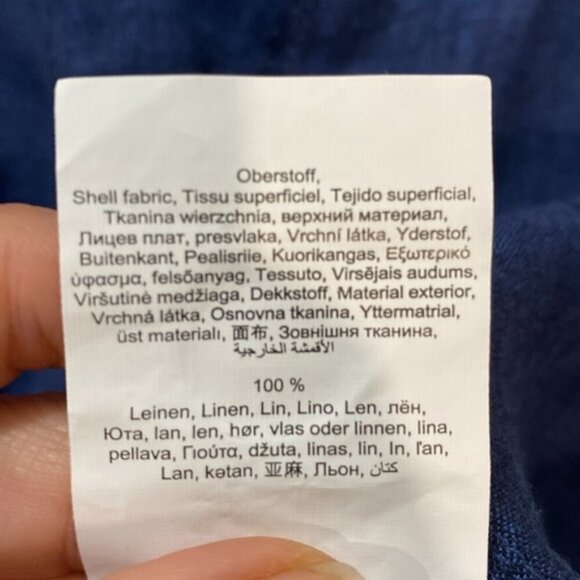 Oberstoff,
Shell fabric, Tissu superficiel, Tejido superficial,
Tkanina wierzchnia, верхний материал,
Лицев плат, presvlaka, Vrchní látka, Yderstof,
Buitenkant, Pealisriie, Kuorikangas, Εξωτερικό
ύφασμα, felsőanyag, Tessuto, Virsējais audums,
Viršutinė medžiaga, Dekkstoff, Material exterior,
Vrchná látka, Osnovna tkanina, Yttermatrial,
üst materialı, 面布, Зовнішня тканина,
الأقمشة الخارجية
100 %
Leinen, Linen, Lin, Lino, Len, лён,
Юта, lan, len, hør, vlas oder linnen, lina,
pellava, Γιούτα, džuta, linas, lin, In, ľan,
Lan, kətan, 亚麻, Льон, كتان